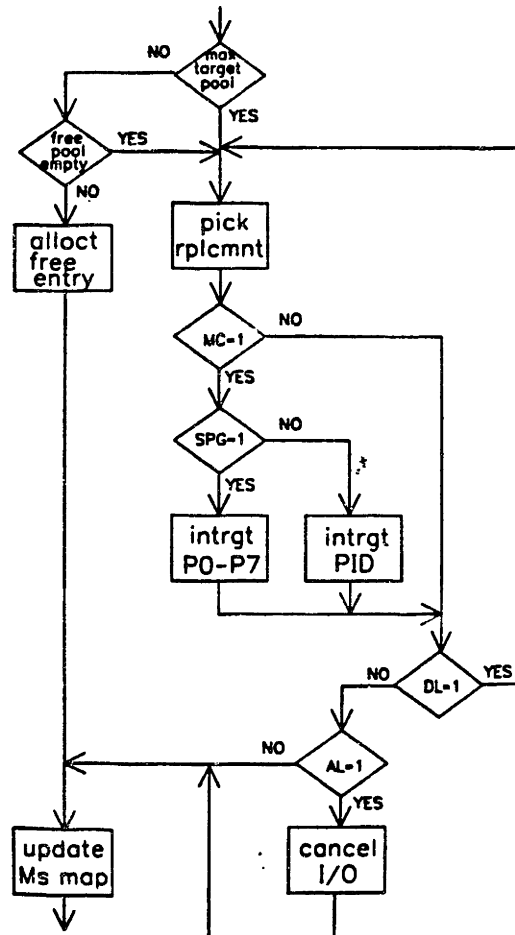 NO
max
target
pool
YES
free
pool
empty
YES
NO
alloct
free
entry
pick
rplcmnt
MC=1
NO
YES
SPG=1
NO
YES
intrgt
P0-P7
intrgt
PID
DL=1
NO
YES
AL=1
NO
YES
update
Ms map
cancel
I/O